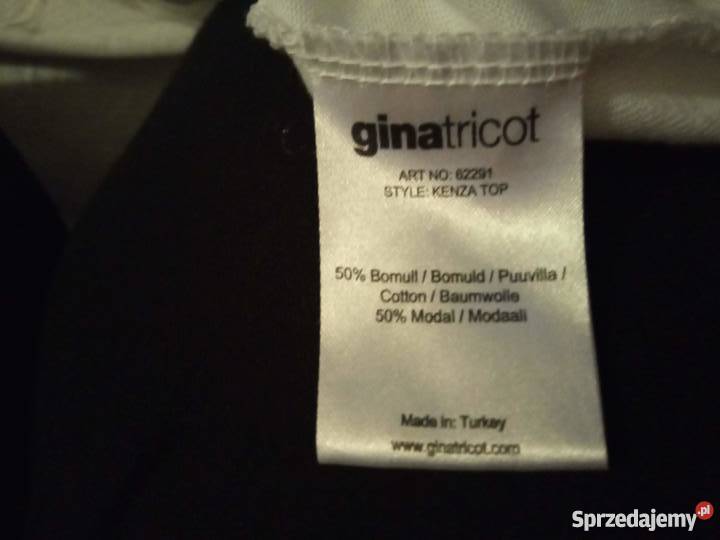 ginatricot
ART NO: 62291
STYLE: KENZA TOP
50% Bomull / Bomuld / Puuvilla /
Cotton / Baumwolle
50% Modal / Modaali
Made in: Turkey
www.ginatricot.com
Sprzedajemy.pl